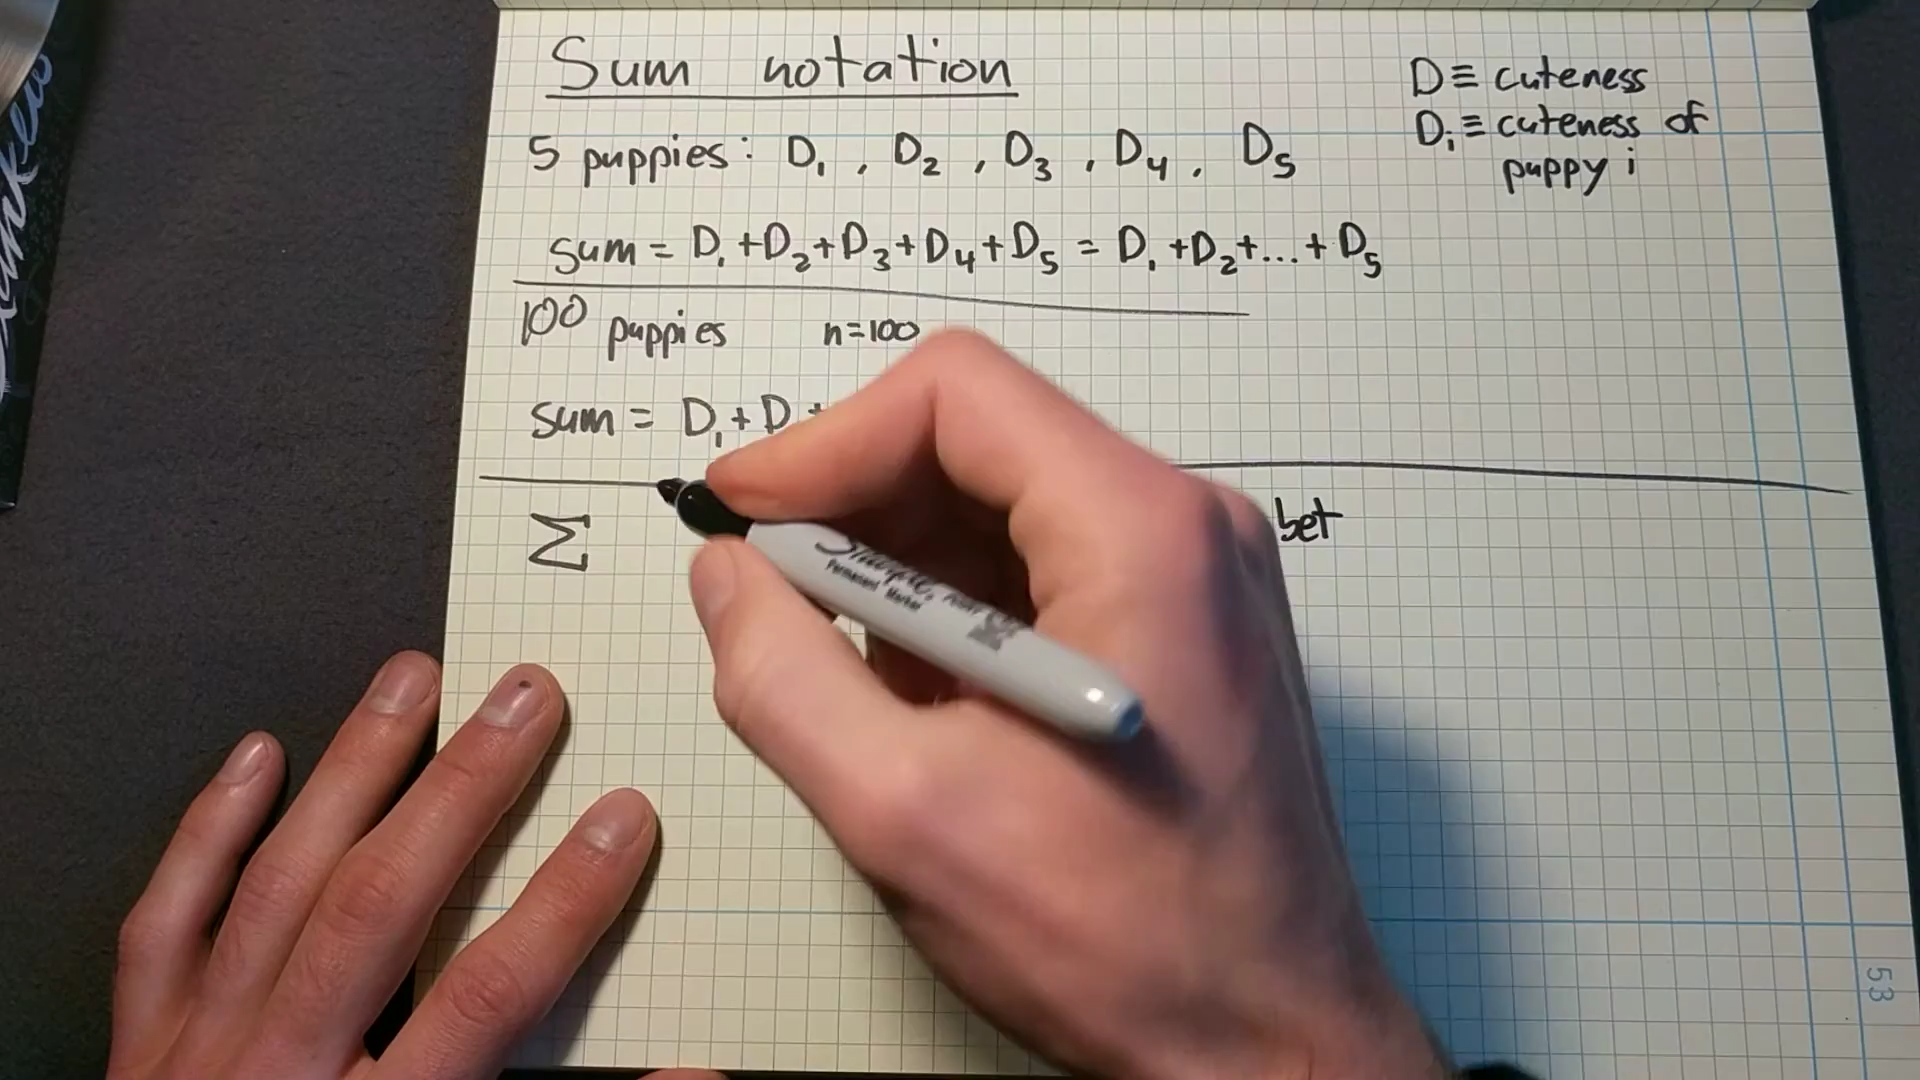 Sum notation
D ≡ cuteness
Dᵢ ≡ cuteness of
puppy i
5 puppies: D₁, D₂, D₃, D₄, D₅
sum = D₁+D₂+D₃+D₄+D₅ = D₁+D₂+...+D₅
100 puppies n=100
sum = D₁+D
Σ
bet
Sharpie
Permanent Marker
53